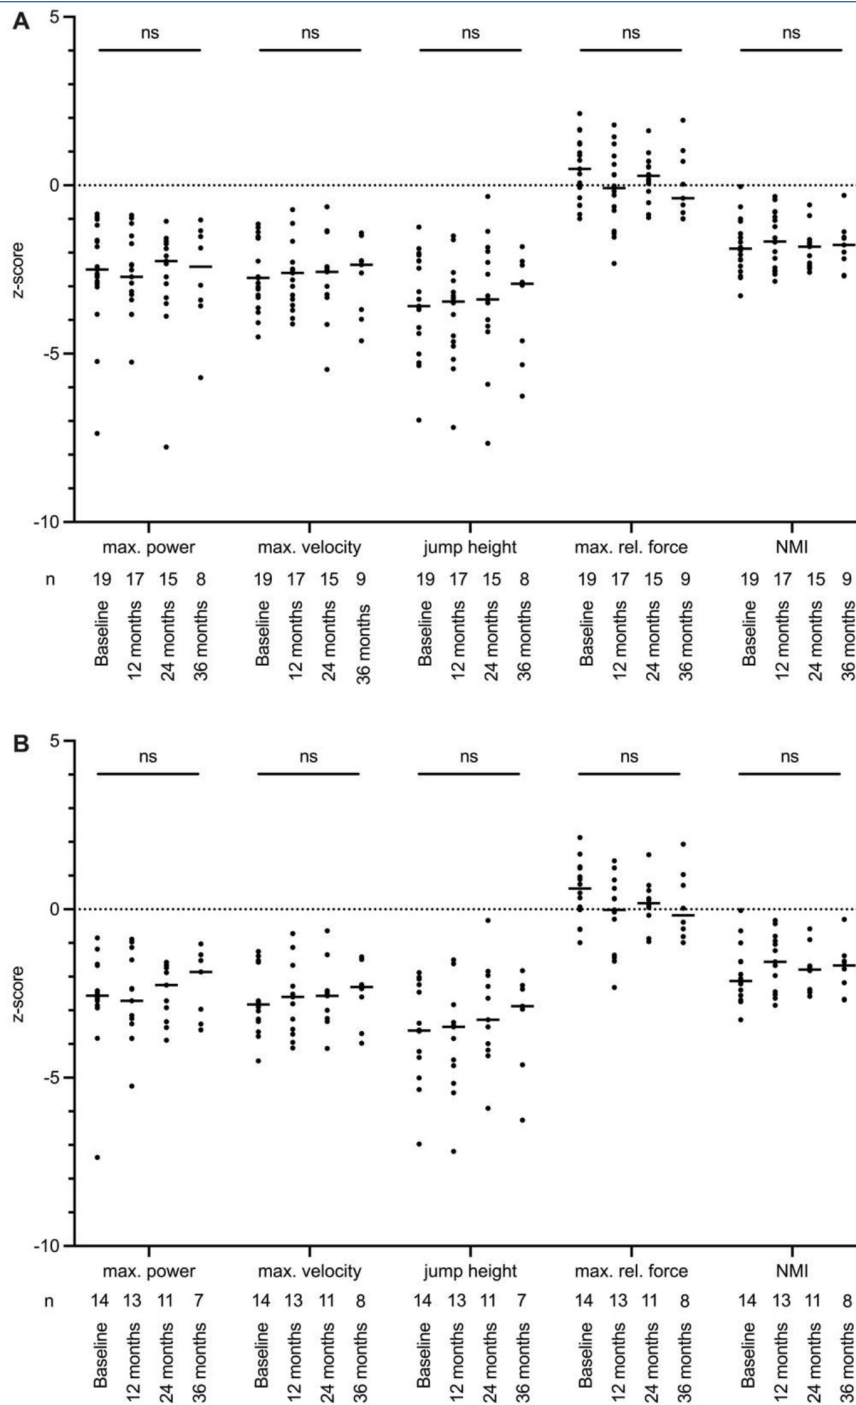 A
5
ns ns ns ns ns
0
z-score
-5
-10
max. power max. velocity jump height max. rel. force NMI
n 19 17 15 8 19 17 15 9 19 17 15 8 19 17 15 9 19 17 15 9
Baseline 12 months 24 months 36 months Baseline 12 months 24 months 36 months Baseline 12 months 24 months 36 months Baseline 12 months 24 months 36 months Baseline 12 months 24 months 36 months
B
5
ns ns ns ns ns
0
z-score
-5
-10
max. power max. velocity jump height max. rel. force NMI
n 14 13 11 7 14 13 11 8 14 13 11 7 14 13 11 8 14 13 11 8
Baseline 12 months 24 months 36 months Baseline 12 months 24 months 36 months Baseline 12 months 24 months 36 months Baseline 12 months 24 months 36 months Baseline 12 months 24 months 36 months